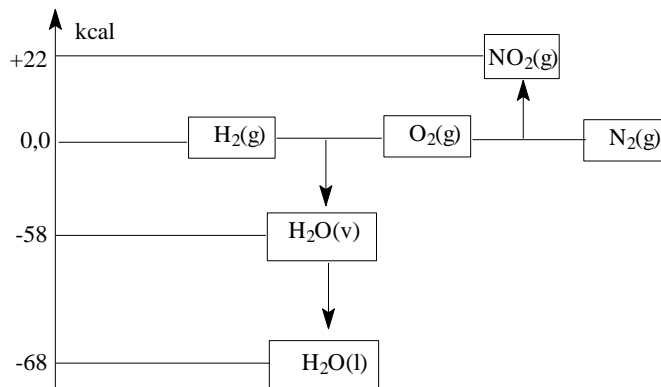 kcal
+22 NO₂(g)
0,0 H₂(g) O₂(g) N₂(g)
-58 H₂O(v)
-68 H₂O(l)